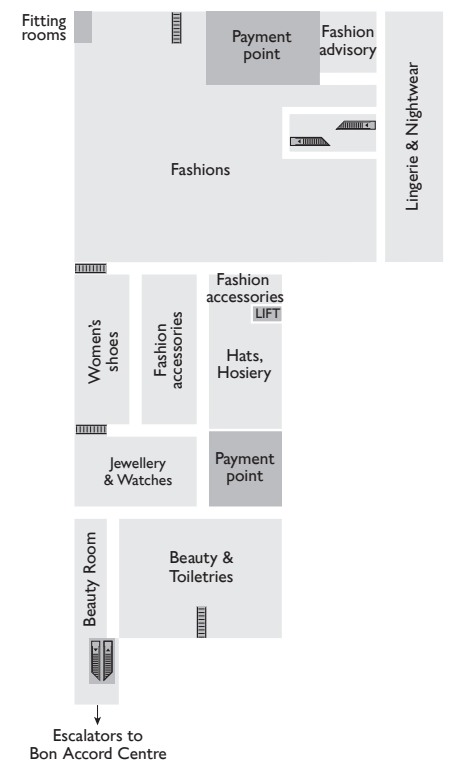 Fitting
rooms
Payment
point
Fashion
advisory
Lingerie & Nightwear
Fashions
Women's
shoes
Fashion
accessories
Fashion
accessories
LIFT
Hats,
Hosiery
Jewellery
& Watches
Payment
point
Beauty Room
Beauty &
Toiletries
Escalators to
Bon Accord Centre